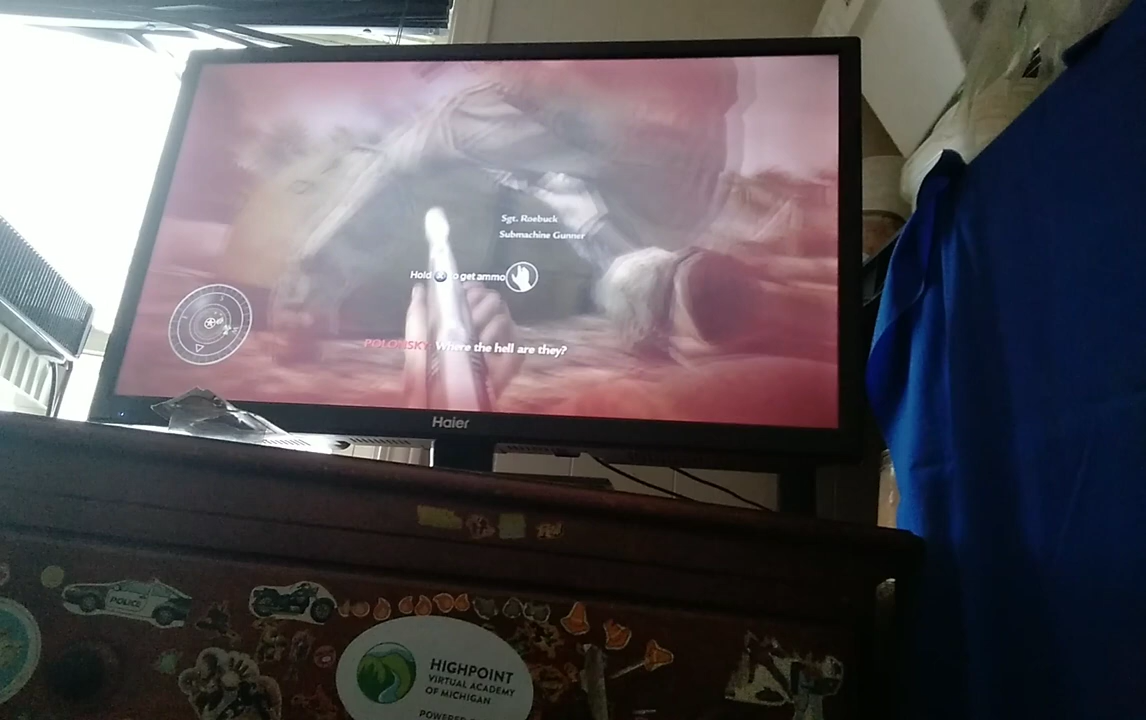 Sgt. Roebuck
Submachine Gunner
Hold X to get ammo
POLONSKY: Where the hell are they?
Haier
POLICE
HIGHPOINT
VIRTUAL ACADEMY
OF MICHIGAN
POWERED